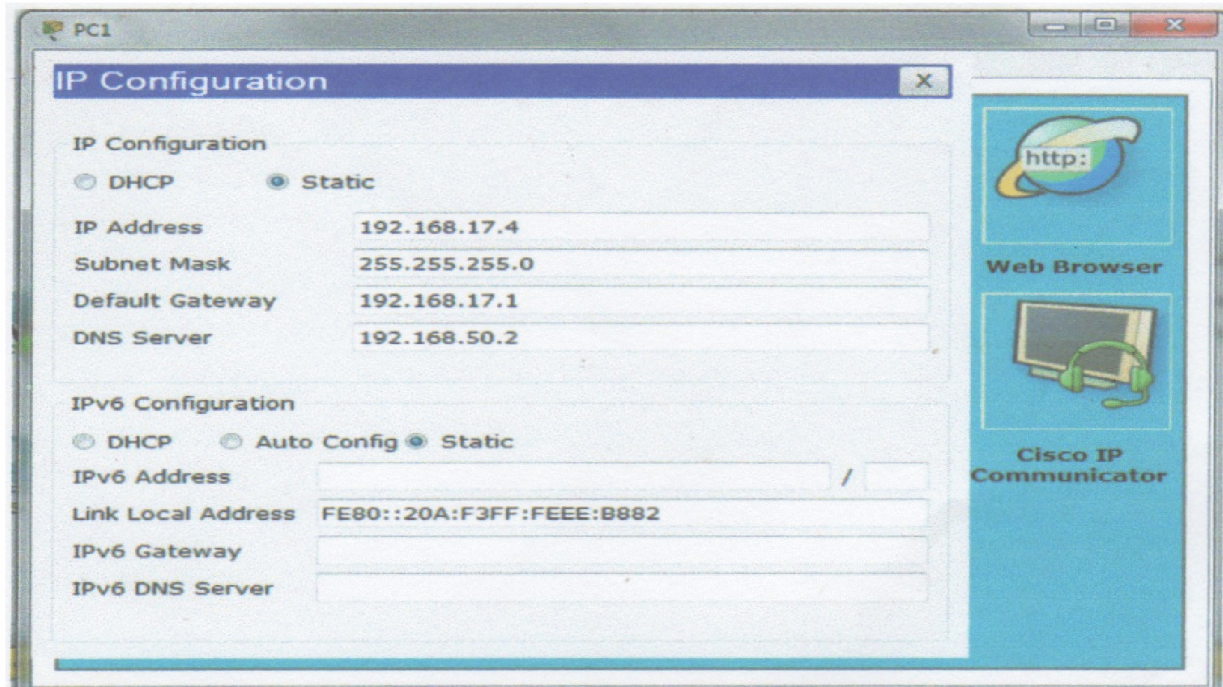 PC1
IP Configuration
X
IP Configuration
DHCP Static
IP Address 192.168.17.4
Subnet Mask 255.255.255.0
Default Gateway 192.168.17.1
DNS Server 192.168.50.2
IPv6 Configuration
DHCP Auto Config Static
IPv6 Address /
Link Local Address FE80::20A:F3FF:FEEE:B882
IPv6 Gateway
IPv6 DNS Server
http:
Web Browser
Cisco IP
Communicator